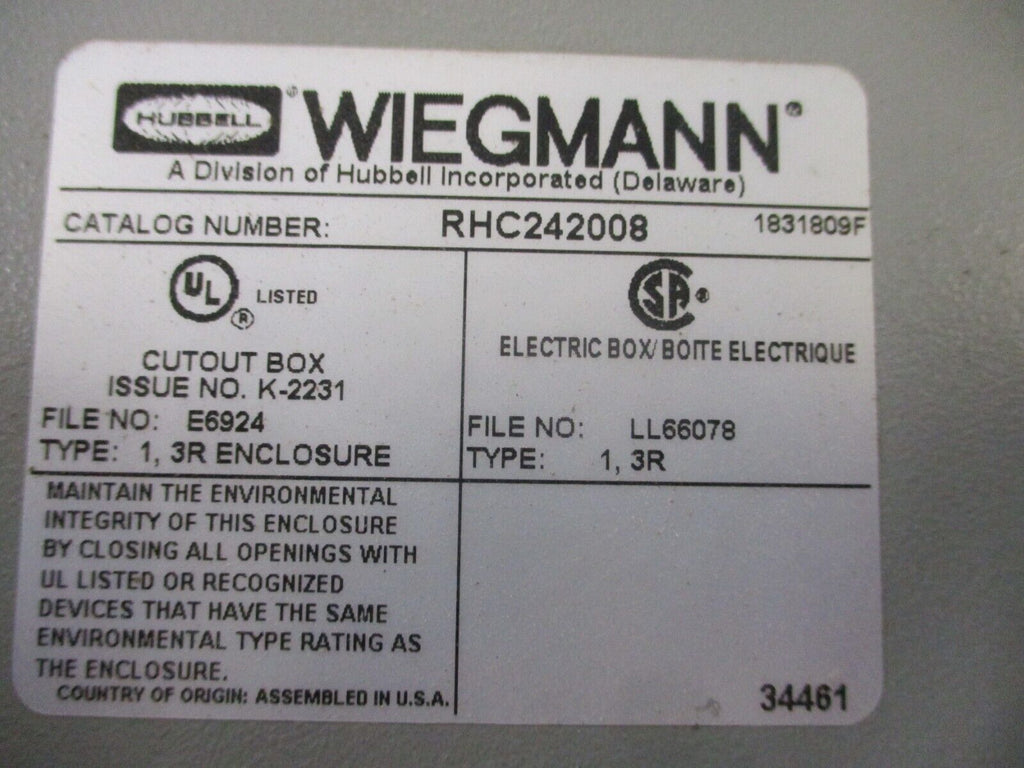 HUBBELL ® WIEGMANN®
A Division of Hubbell Incorporated (Delaware)
CATALOG NUMBER: RHC242008 1831809F
UL ® LISTED
CUTOUT BOX
ISSUE NO. K-2231
FILE NO: E6924
TYPE: 1, 3R ENCLOSURE
SA ®
ELECTRIC BOX/BOITE ELECTRIQUE
FILE NO: LL66078
TYPE: 1, 3R
MAINTAIN THE ENVIRONMENTAL
INTEGRITY OF THIS ENCLOSURE
BY CLOSING ALL OPENINGS WITH
UL LISTED OR RECOGNIZED
DEVICES THAT HAVE THE SAME
ENVIRONMENTAL TYPE RATING AS
THE ENCLOSURE.
COUNTRY OF ORIGIN: ASSEMBLED IN U.S.A.
34461